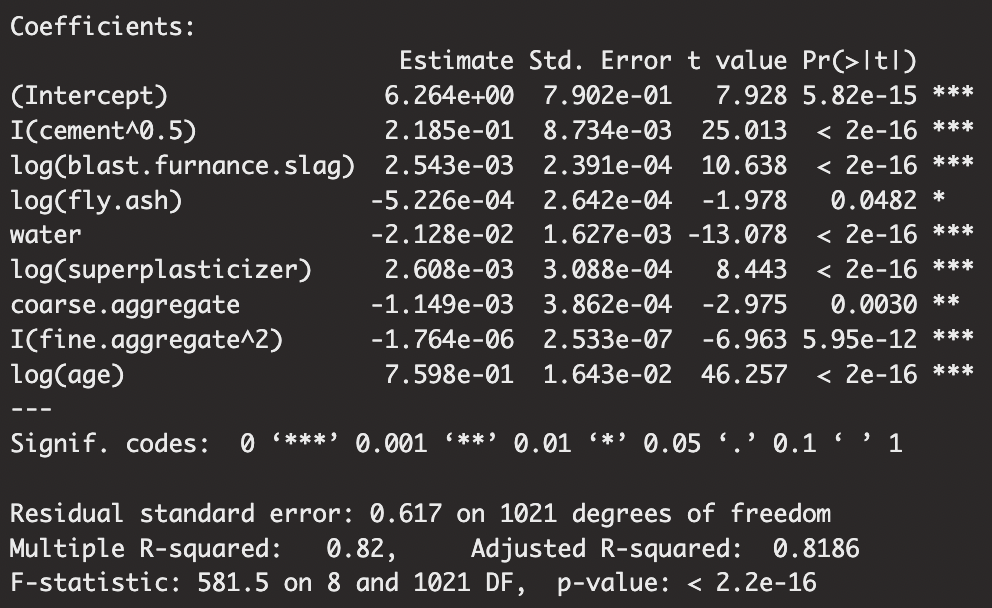 Coefficients:
Estimate Std. Error t value Pr(>|t|)
(Intercept) 6.264e+00 7.902e-01 7.928 5.82e-15 ***
I(cement^0.5) 2.185e-01 8.734e-03 25.013 < 2e-16 ***
log(blast.furnance.slag) 2.543e-03 2.391e-04 10.638 < 2e-16 ***
log(fly.ash) -5.226e-04 2.642e-04 -1.978 0.0482 *
water -2.128e-02 1.627e-03 -13.078 < 2e-16 ***
log(superplasticizer) 2.608e-03 3.088e-04 8.443 < 2e-16 ***
coarse.aggregate -1.149e-03 3.862e-04 -2.975 0.0030 **
I(fine.aggregate^2) -1.764e-06 2.533e-07 -6.963 5.95e-12 ***
log(age) 7.598e-01 1.643e-02 46.257 < 2e-16 ***
---
Signif. codes: 0 ‘***’ 0.001 ‘**’ 0.01 ‘*’ 0.05 ‘.’ 0.1 ‘ ’ 1
Residual standard error: 0.617 on 1021 degrees of freedom
Multiple R-squared: 0.82, Adjusted R-squared: 0.8186
F-statistic: 581.5 on 8 and 1021 DF, p-value: < 2.2e-16